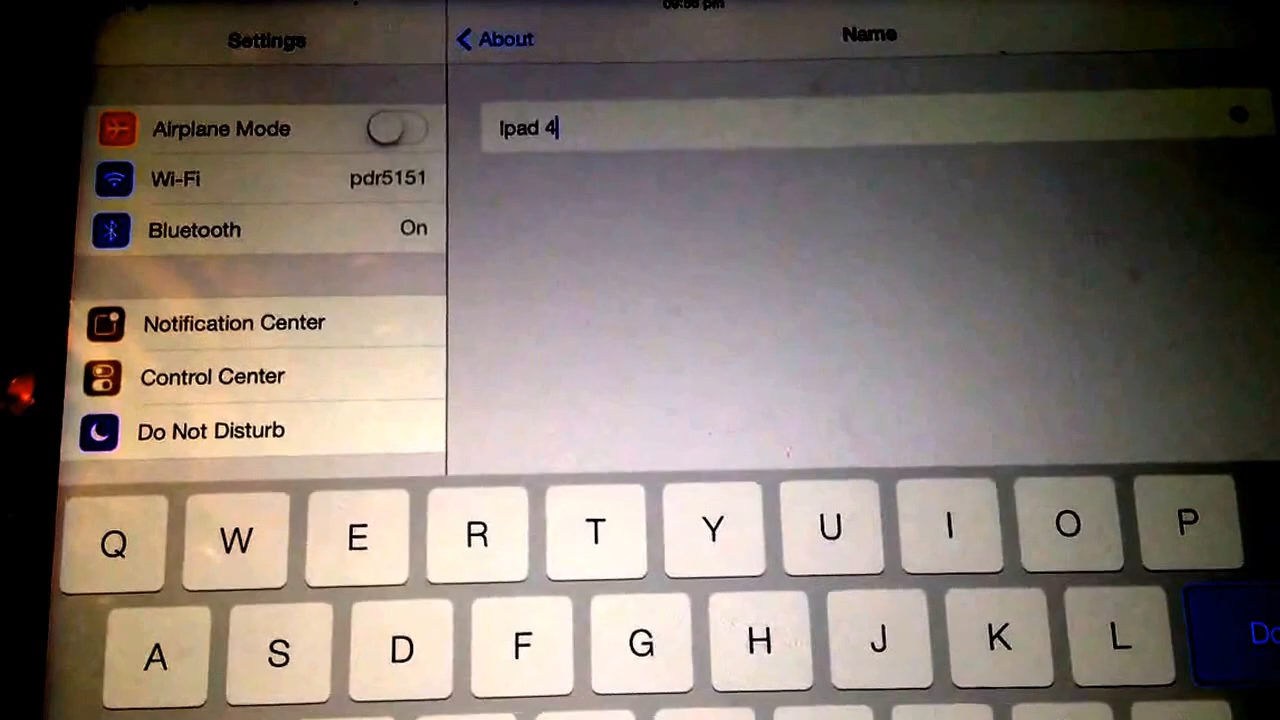 Settings
About
Name
Airplane Mode
Wi-Fi pdr5151
Bluetooth On
Notification Center
Control Center
Do Not Disturb
Ipad 4
Q W E R T Y U I O P
A S D F G H J K L